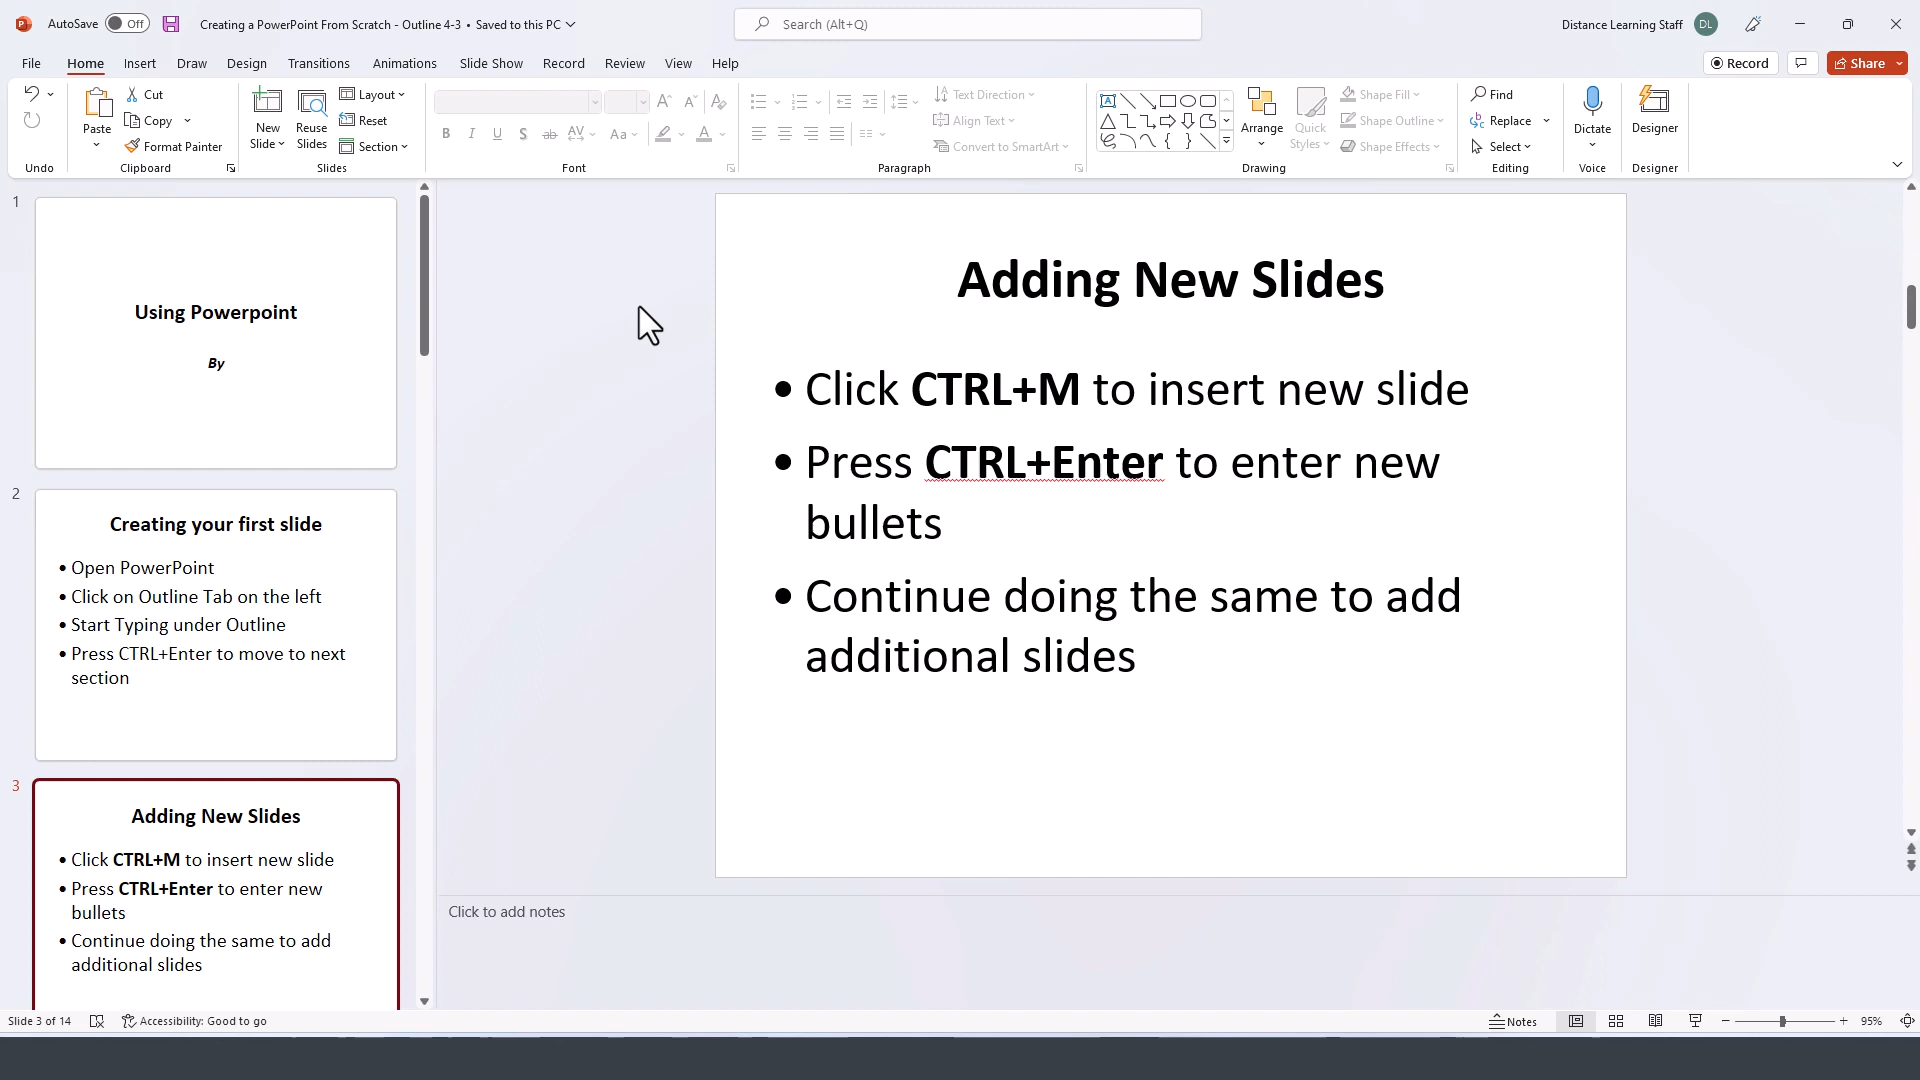 AutoSave Off Creating a PowerPoint From Scratch - Outline 4-3 • Saved to this PC Search (Alt+Q) Distance Learning Staff DL
File Home Insert Draw Design Transitions Animations Slide Show Record Review View Help Record Share
Paste Cut Copy Format Painter
New Slide Reuse Slides Layout Reset Section
B I U S ab AV Aa A
Text Direction Align Text Convert to SmartArt
Arrange Quick Styles Shape Fill Shape Outline Shape Effects
Find Replace Select
Dictate Designer
Undo Clipboard Slides Font Paragraph Drawing Editing Voice Designer
1
Using Powerpoint
By
2
Creating your first slide
• Open PowerPoint
• Click on Outline Tab on the left
• Start Typing under Outline
• Press CTRL+Enter to move to next
section
3
Adding New Slides
• Click CTRL+M to insert new slide
• Press CTRL+Enter to enter new
bullets
• Continue doing the same to add
additional slides
Adding New Slides
• Click CTRL+M to insert new slide
• Press CTRL+Enter to enter new
bullets
• Continue doing the same to add
additional slides
Click to add notes
Slide 3 of 14 Accessibility: Good to go Notes 95%